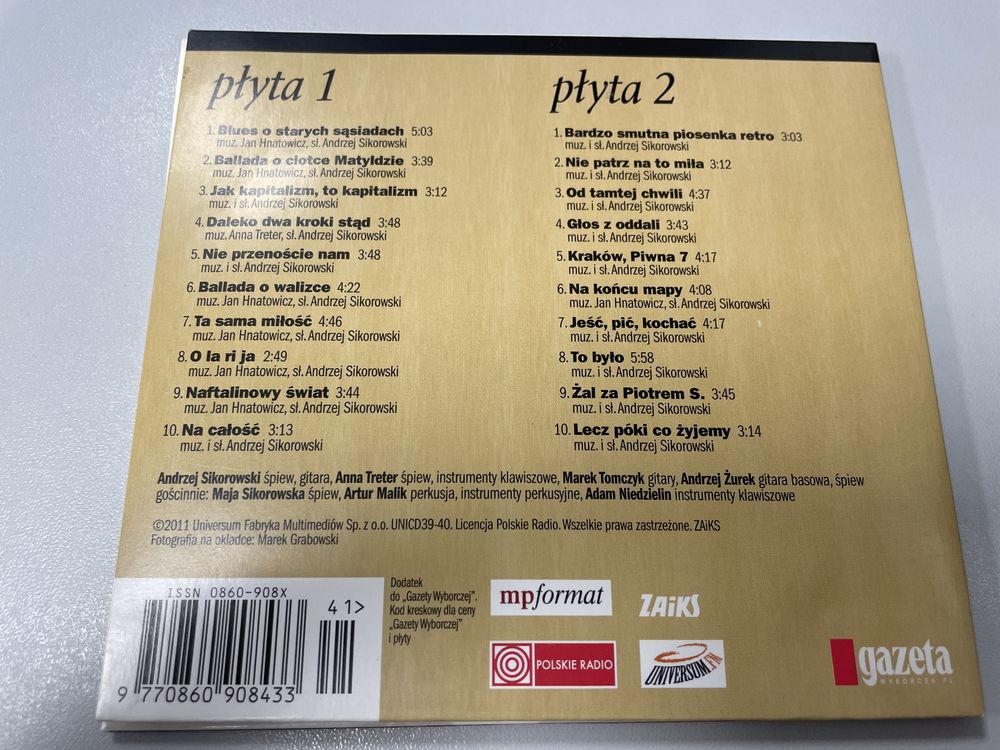 płyta 1
1. Blues o starych sąsiadach 5:03
muz. Jan Hnatowicz, sł. Andrzej Sikorowski
2. Ballada o ciotce Matyldzie 3:39
muz. Jan Hnatowicz, sł. Andrzej Sikorowski
3. Jak kapitalizm, to kapitalizm 3:12
muz. i sł. Andrzej Sikorowski
4. Daleko dwa kroki stąd 3:48
muz. Anna Treter, sł. Andrzej Sikorowski
5. Nie przenoście nam 3:48
muz. i sł. Andrzej Sikorowski
6. Ballada o walizce 4:22
muz. Jan Hnatowicz, sł. Andrzej Sikorowski
7. Ta sama miłość 4:46
muz. Jan Hnatowicz, sł. Andrzej Sikorowski
8. O la ri ja 2:49
muz. Jan Hnatowicz, sł. Andrzej Sikorowski
9. Naftalinowy świat 3:44
muz. Jan Hnatowicz, sł. Andrzej Sikorowski
10. Na całość 3:13
muz. i sł. Andrzej Sikorowski
płyta 2
1. Bardzo smutna piosenka retro 3:03
muz. i sł. Andrzej Sikorowski
2. Nie patrz na to miła 3:12
muz. i sł. Andrzej Sikorowski
3. Od tamtej chwili 4:37
muz. i sł. Andrzej Sikorowski
4. Głos z oddali 3:43
muz. i sł. Andrzej Sikorowski
5. Kraków, Piwna 7 4:17
muz. i sł. Andrzej Sikorowski
6. Na końcu mapy 4:08
muz. Jan Hnatowicz, sł. Andrzej Sikorowski
7. Jeść, pić, kochać 4:17
muz. i sł. Andrzej Sikorowski
8. To było 5:58
muz. i sł. Andrzej Sikorowski
9. Żal za Piotrem S. 3:45
muz. i sł. Andrzej Sikorowski
10. Lecz póki co żyjemy 3:14
muz. i sł. Andrzej Sikorowski
Andrzej Sikorowski śpiew, gitara, Anna Treter śpiew, instrumenty klawiszowe, Marek Tomczyk gitary, Andrzej Żurek gitara basowa, śpiew
gościnnie: Maja Sikorowska śpiew, Artur Malik perkusja, instrumenty perkusyjne, Adam Niedzielin instrumenty klawiszowe
©2011 Universum Fabryka Multimediów Sp. z o.o. UNICD39-40. Licencja Polskie Radio. Wszelkie prawa zastrzeżone. ZAiKS
Fotografia na okładce: Marek Grabowski
ISSN 0860-908X
41>
9 770860 908433
Dodatek
do „Gazety Wyborczej".
Kod kreskowy dla ceny
„Gazety Wyborczej"
i płyty
mpformat
ZAiKS
POLSKIE RADIO
UNIVERSUM FM
gazeta
WYBORCZA.PL